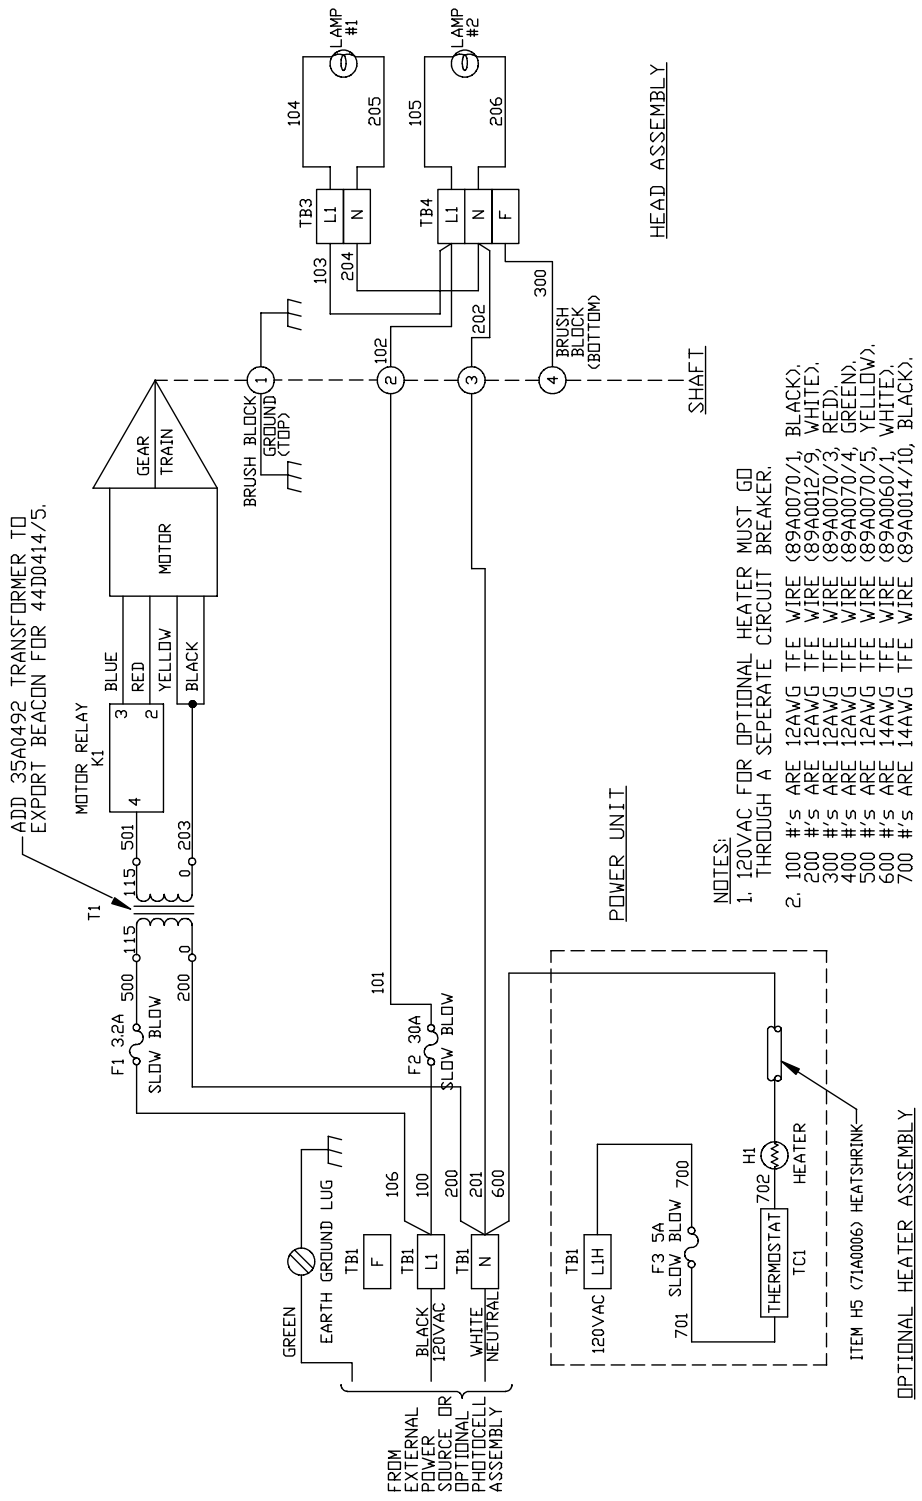 ADD 35A0492 TRANSFORMER TO
EXPORT BEACON FOR 44D0414/5.
T1
MOTOR RELAY
K1
F1 3.2A
SLOW BLOW
500
115
115
501
4
3
2
BLUE
RED
YELLOW
BLACK
MOTOR
GEAR
TRAIN
200
0
0
203
BRUSH BLOCK
GROUND
(TOP)
1
GREEN
EARTH GROUND LUG
TB1
F
106
TB1
L1
BLACK
120VAC
100
F2 30A
SLOW BLOW
101
2
102
200
TB1
N
WHITE
NEUTRAL
201
600
3
202
4
BRUSH
BLOCK
(BOTTOM)
300
TB3
L1
N
103
204
104
205
LAMP
#1
TB4
L1
N
F
105
206
LAMP
#2
FROM
EXTERNAL
POWER
SOURCE OR
OPTIONAL
PHOTOCELL
ASSEMBLY
TB1
L1H
120VAC
700
F3 5A
SLOW BLOW
701
THERMOSTAT
TC1
702
H1
HEATER
ITEM H5 (71A0006) HEATSHRINK
OPTIONAL HEATER ASSEMBLY
POWER UNIT
SHAFT
HEAD ASSEMBLY
NOTES:
1. 120VAC FOR OPTIONAL HEATER MUST GO
THROUGH A SEPERATE CIRCUIT BREAKER.
2. 100 #'s ARE 12AWG TFE WIRE (89A0070/1, BLACK).
200 #'s ARE 12AWG TFE WIRE (89A0012/9, WHITE).
300 #'s ARE 12AWG TFE WIRE (89A0070/3, RED).
400 #'s ARE 12AWG TFE WIRE (89A0070/4, GREEN).
500 #'s ARE 12AWG TFE WIRE (89A0070/5, YELLOW).
600 #'s ARE 14AWG TFE WIRE (89A0060/1, WHITE).
700 #'s ARE 14AWG TFE WIRE (89A0014/10, BLACK).